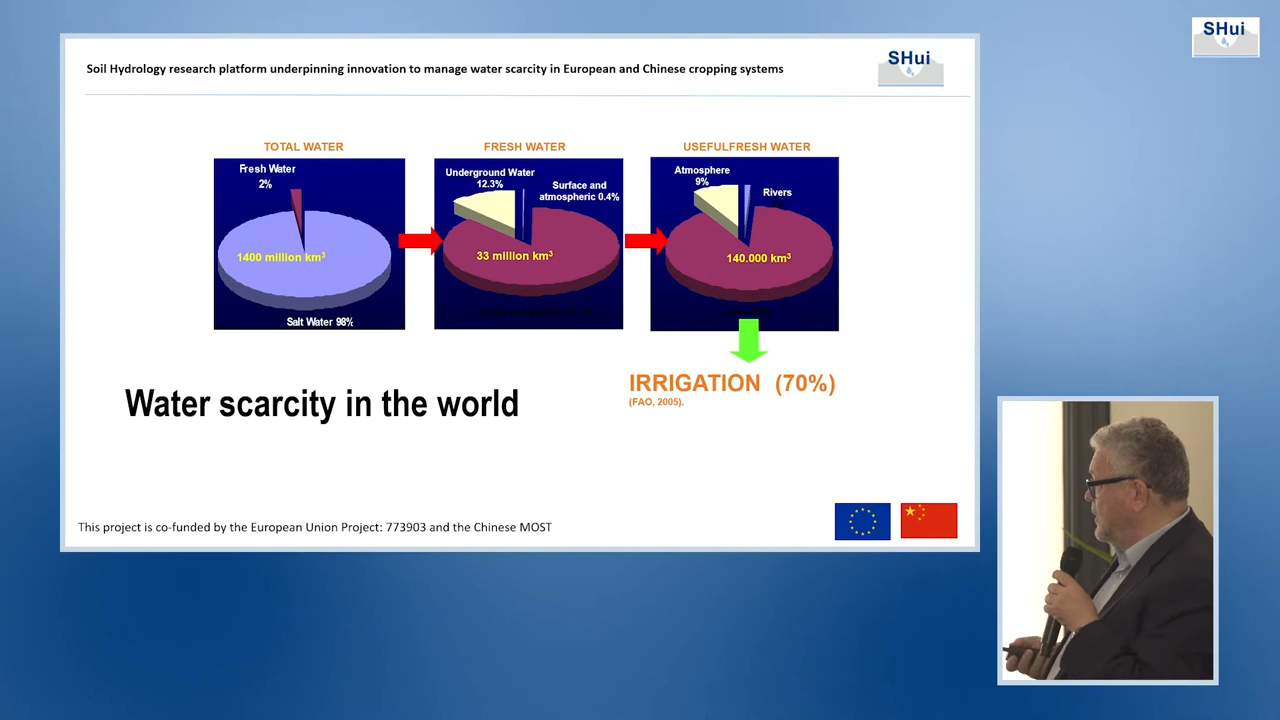 SHui
Soil Hydrology research platform underpinning innovation to manage water scarcity in European and Chinese cropping systems
SHui
TOTAL WATER
FRESH WATER
USEFULFRESH WATER
Fresh Water
2%
1400 million km³
Salt Water 98%
Underground Water
12.3%
Surface and
atmospheric 0.4%
33 million km³
Atmosphere
9%
Rivers
140.000 km³
IRRIGATION (70%)
(FAO, 2005).
Water scarcity in the world
This project is co-funded by the European Union Project: 773903 and the Chinese MOST